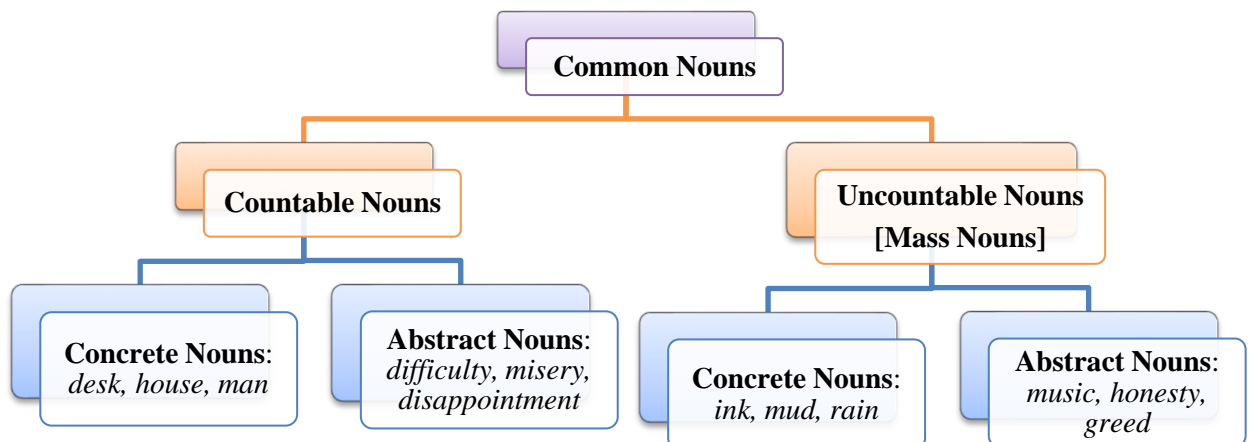 Common Nouns
Countable Nouns
Uncountable Nouns
[Mass Nouns]
Concrete Nouns:
desk, house, man
Abstract Nouns:
difficulty, misery,
disappointment
Concrete Nouns:
ink, mud, rain
Abstract Nouns:
music, honesty,
greed